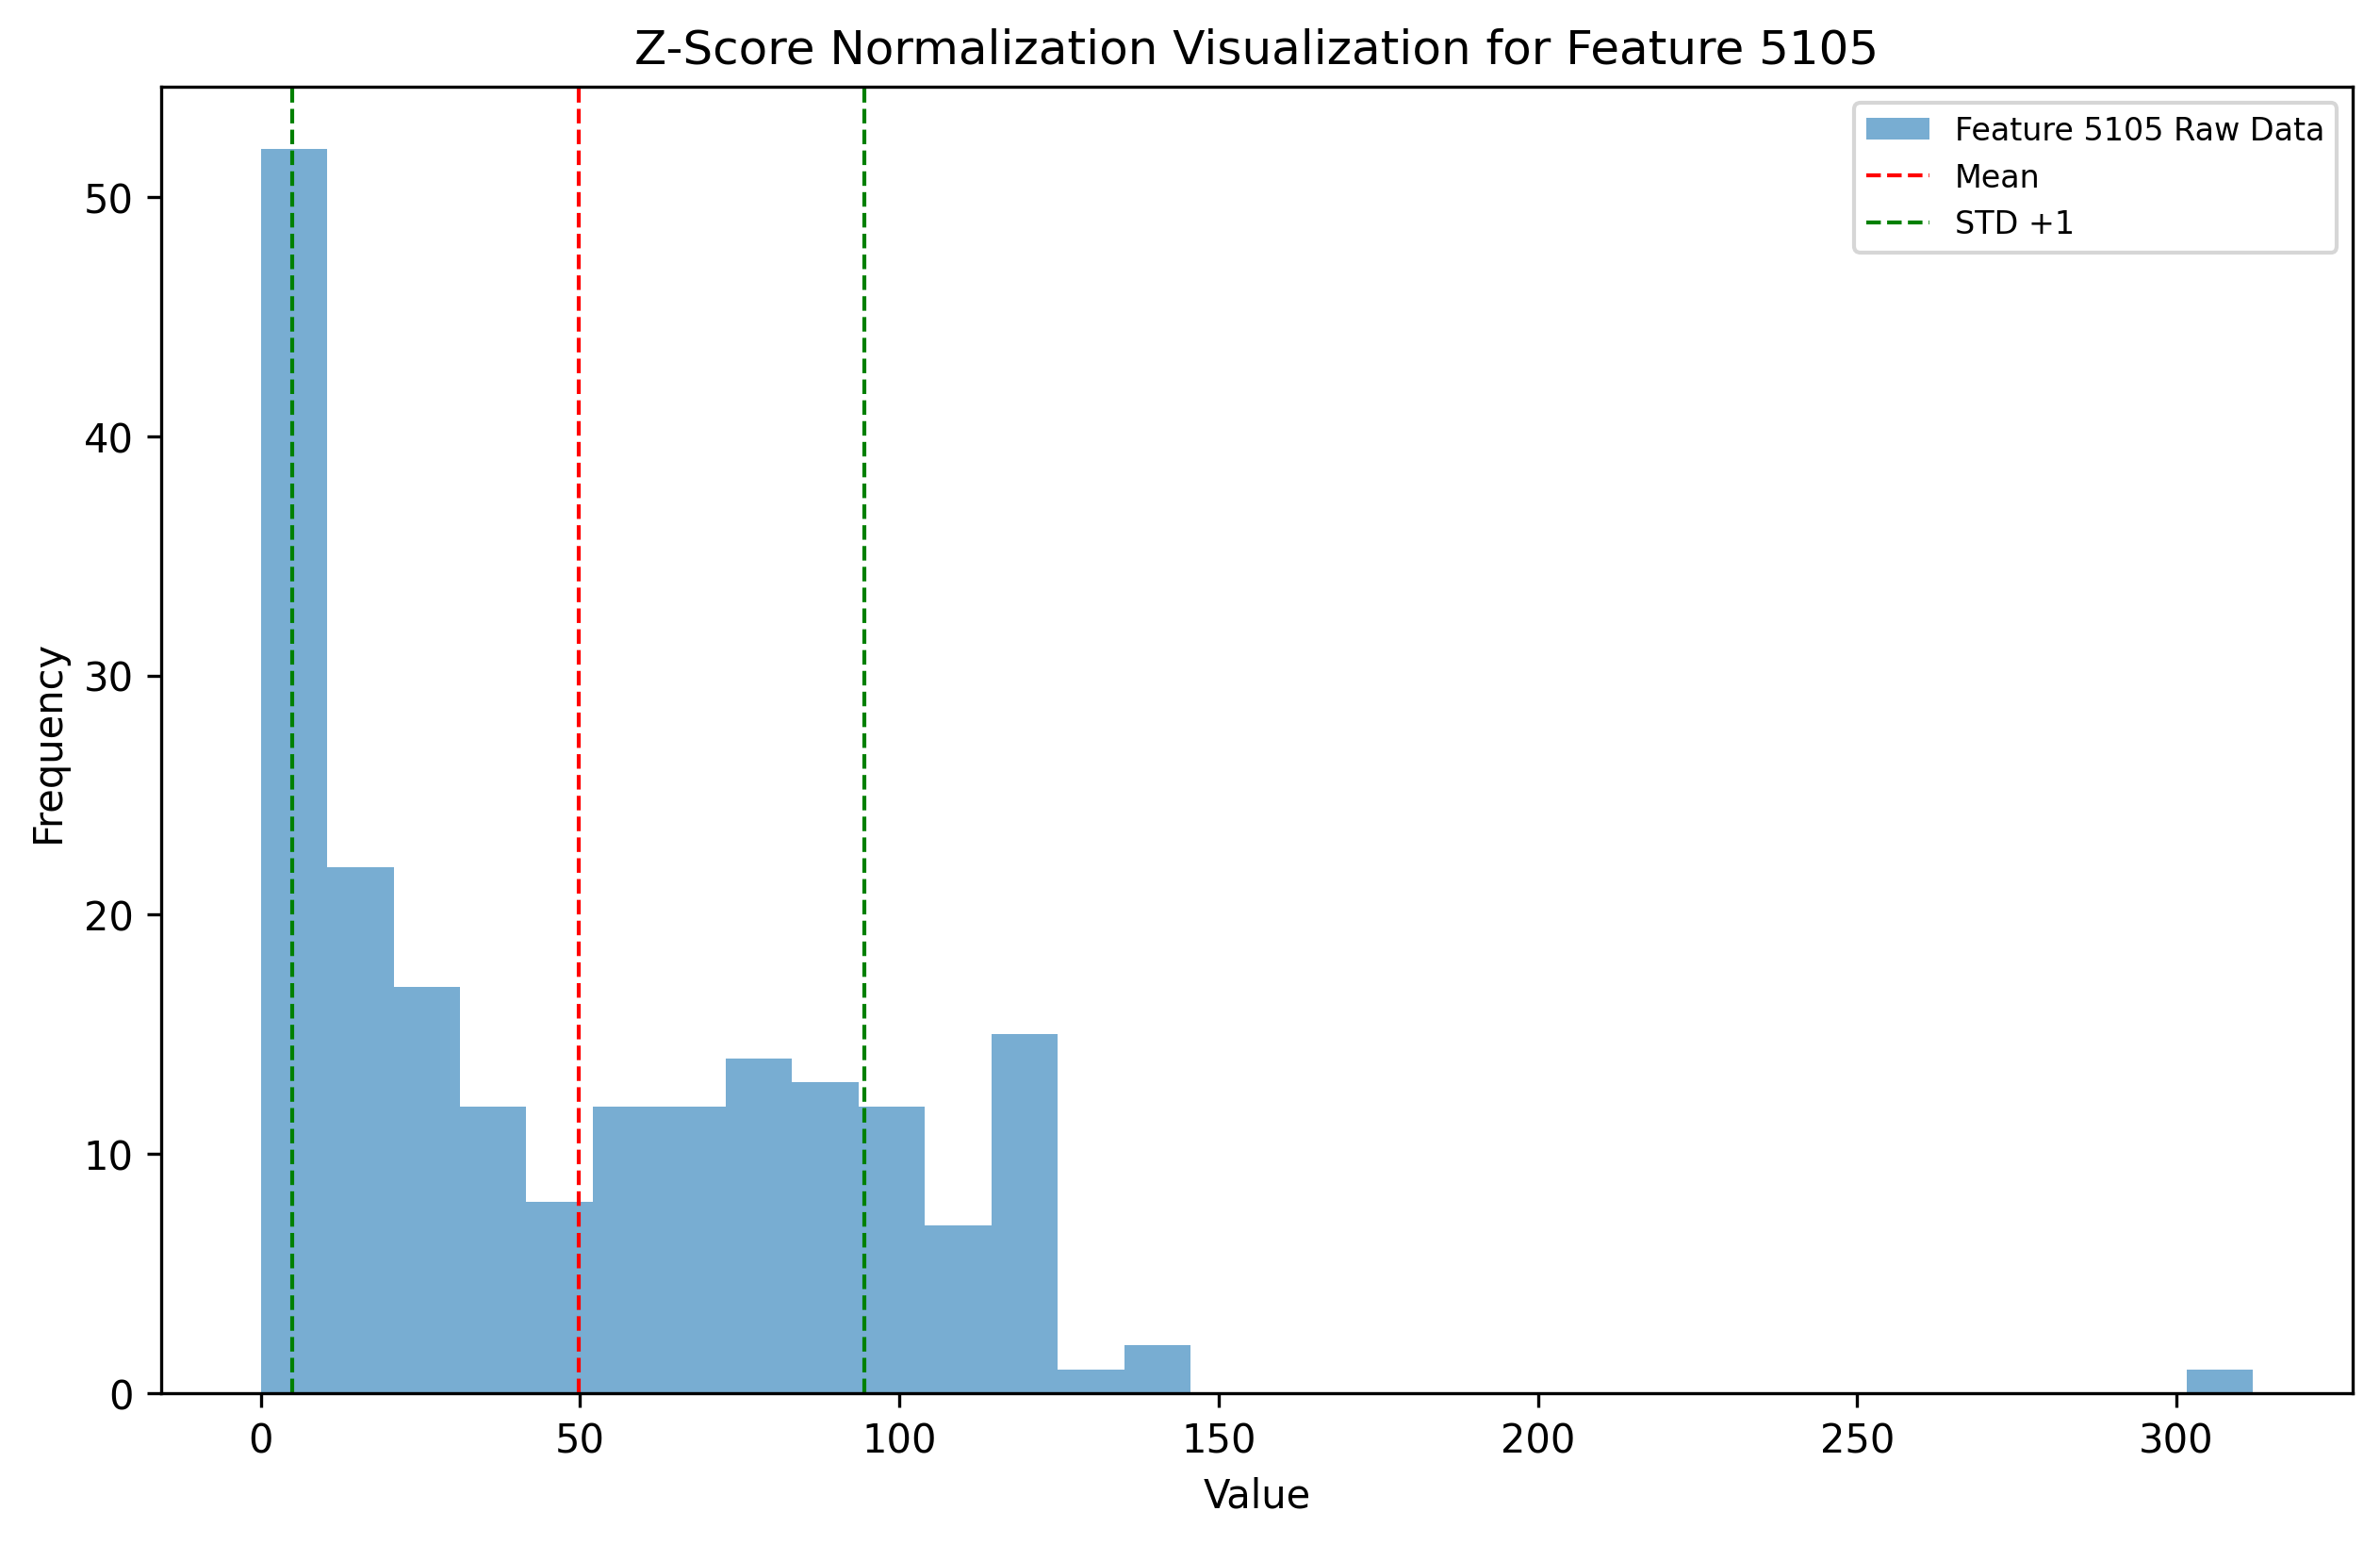 Z-Score Normalization Visualization for Feature 5105
Feature 5105 Raw Data
Mean
STD +1
Frequency
50
40
30
20
10
0
0 50 100 150 200 250 300
Value